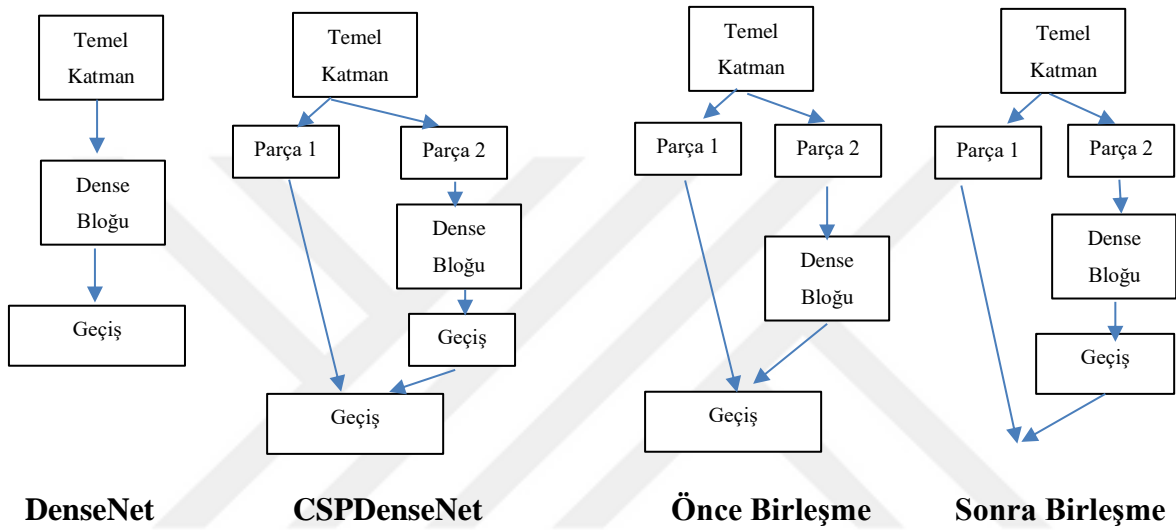 Temel
Katman
Dense
Bloğu
Geçiş
DenseNet
Temel
Katman
Parça 1
Parça 2
Dense
Bloğu
Geçiş
Geçiş
CSPDenseNet
Temel
Katman
Parça 1
Parça 2
Dense
Bloğu
Geçiş
Önce Birleşme
Temel
Katman
Parça 1
Parça 2
Dense
Bloğu
Geçiş
Sonra Birleşme